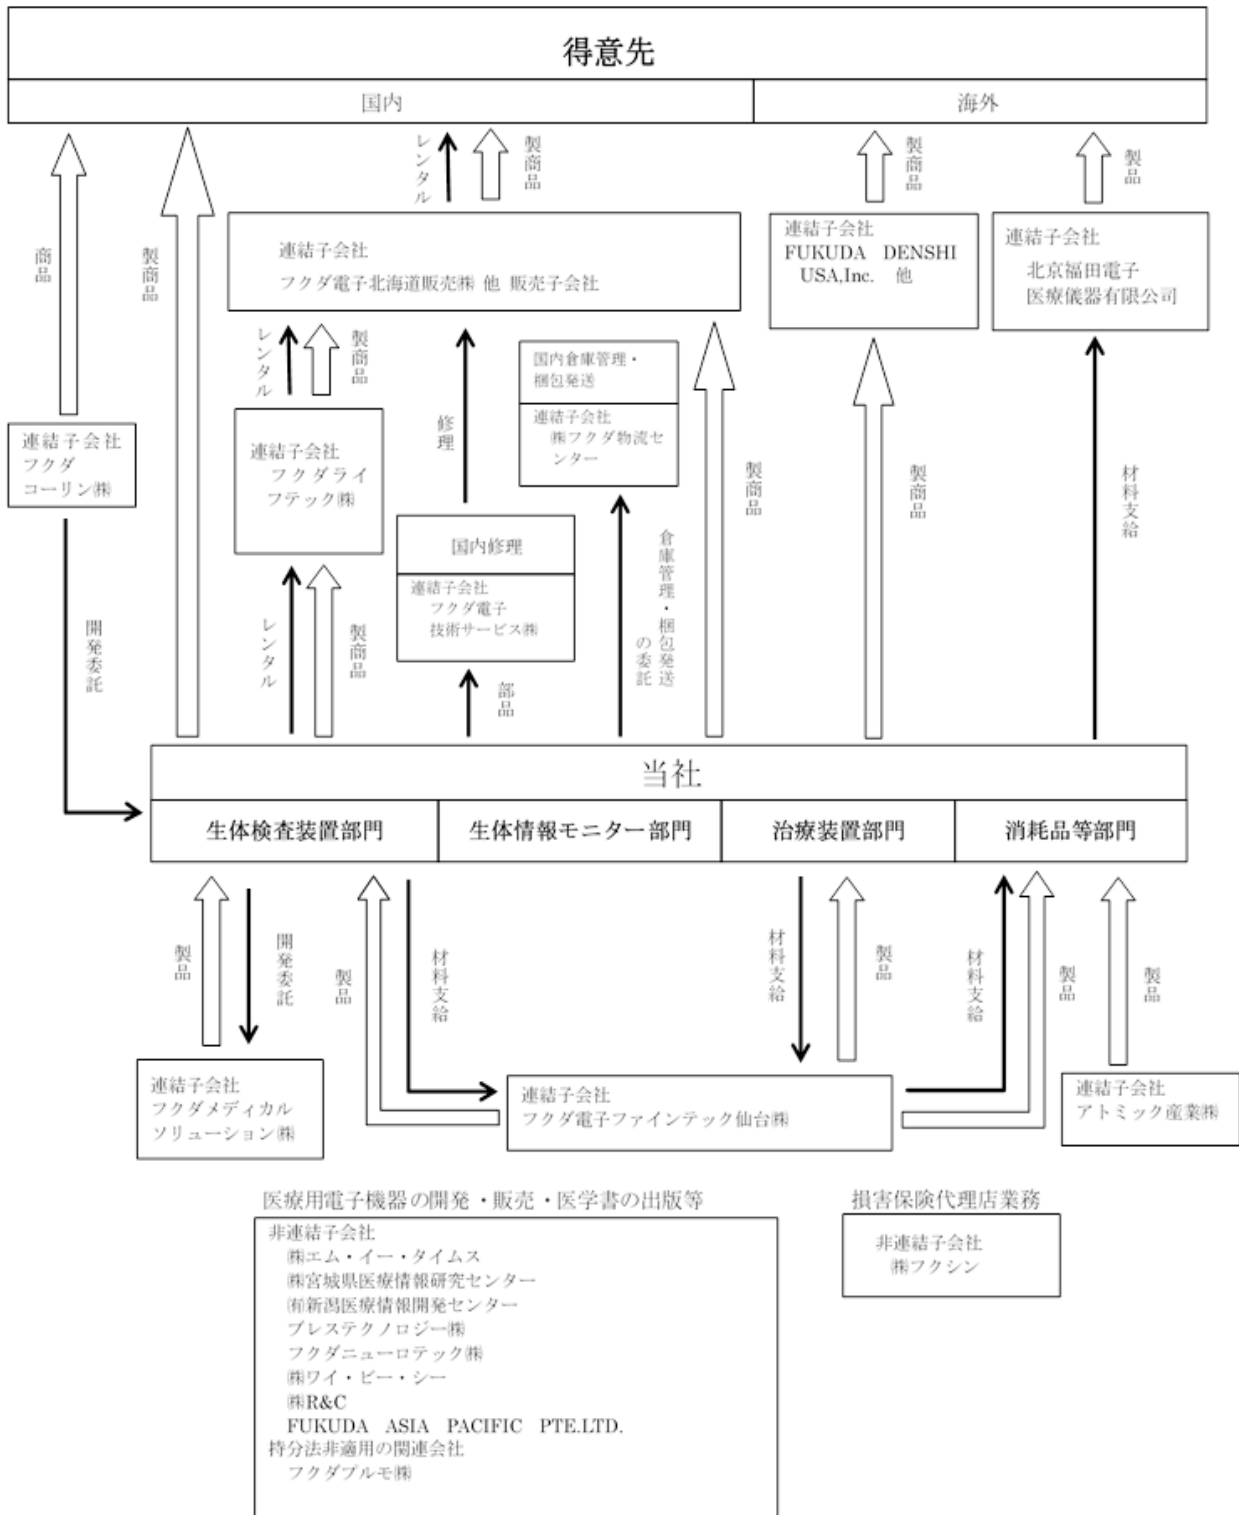 得意先
国内
海外
商品
製商品
レンタル
製商品
製商品
製品
連結子会社
フクダ電子北海道販売㈱ 他 販売子会社
連結子会社
FUKUDA DENSHI
USA,Inc. 他
連結子会社
北京福田電子
医療儀器有限公司
レンタル
製商品
修理
国内倉庫管理・
梱包発送
連結子会社
㈱フクダ物流セ
ンター
製商品
製商品
材料支給
連結子会社
フクダ
コーリン㈱
連結子会社
フクダライ
フテック㈱
国内修理
連結子会社
フクダ電子
技術サービス㈱
開発委託
レンタル
製商品
部品
倉庫管理・梱包発送
の委託
当社
生体検査装置部門
生体情報モニター部門
治療装置部門
消耗品等部門
製品
開発委託
製品
材料支給
材料支給
製品
材料支給
製品
製品
連結子会社
フクダメディカル
ソリューション㈱
連結子会社
フクダ電子ファインテック仙台㈱
連結子会社
アトミック産業㈱
医療用電子機器の開発・販売・医学書の出版等
非連結子会社
㈱エム・イー・タイムス
㈱宮城県医療情報研究センター
㈲新潟医療情報開発センター
ブレステクノロジー㈱
フクダニューロテック㈱
㈱ワイ・ビー・シー
㈱R&C
FUKUDA ASIA PACIFIC PTE.LTD.
持分法非適用の関連会社
フクダプルモ㈱
損害保険代理店業務
非連結子会社
㈱フクシン